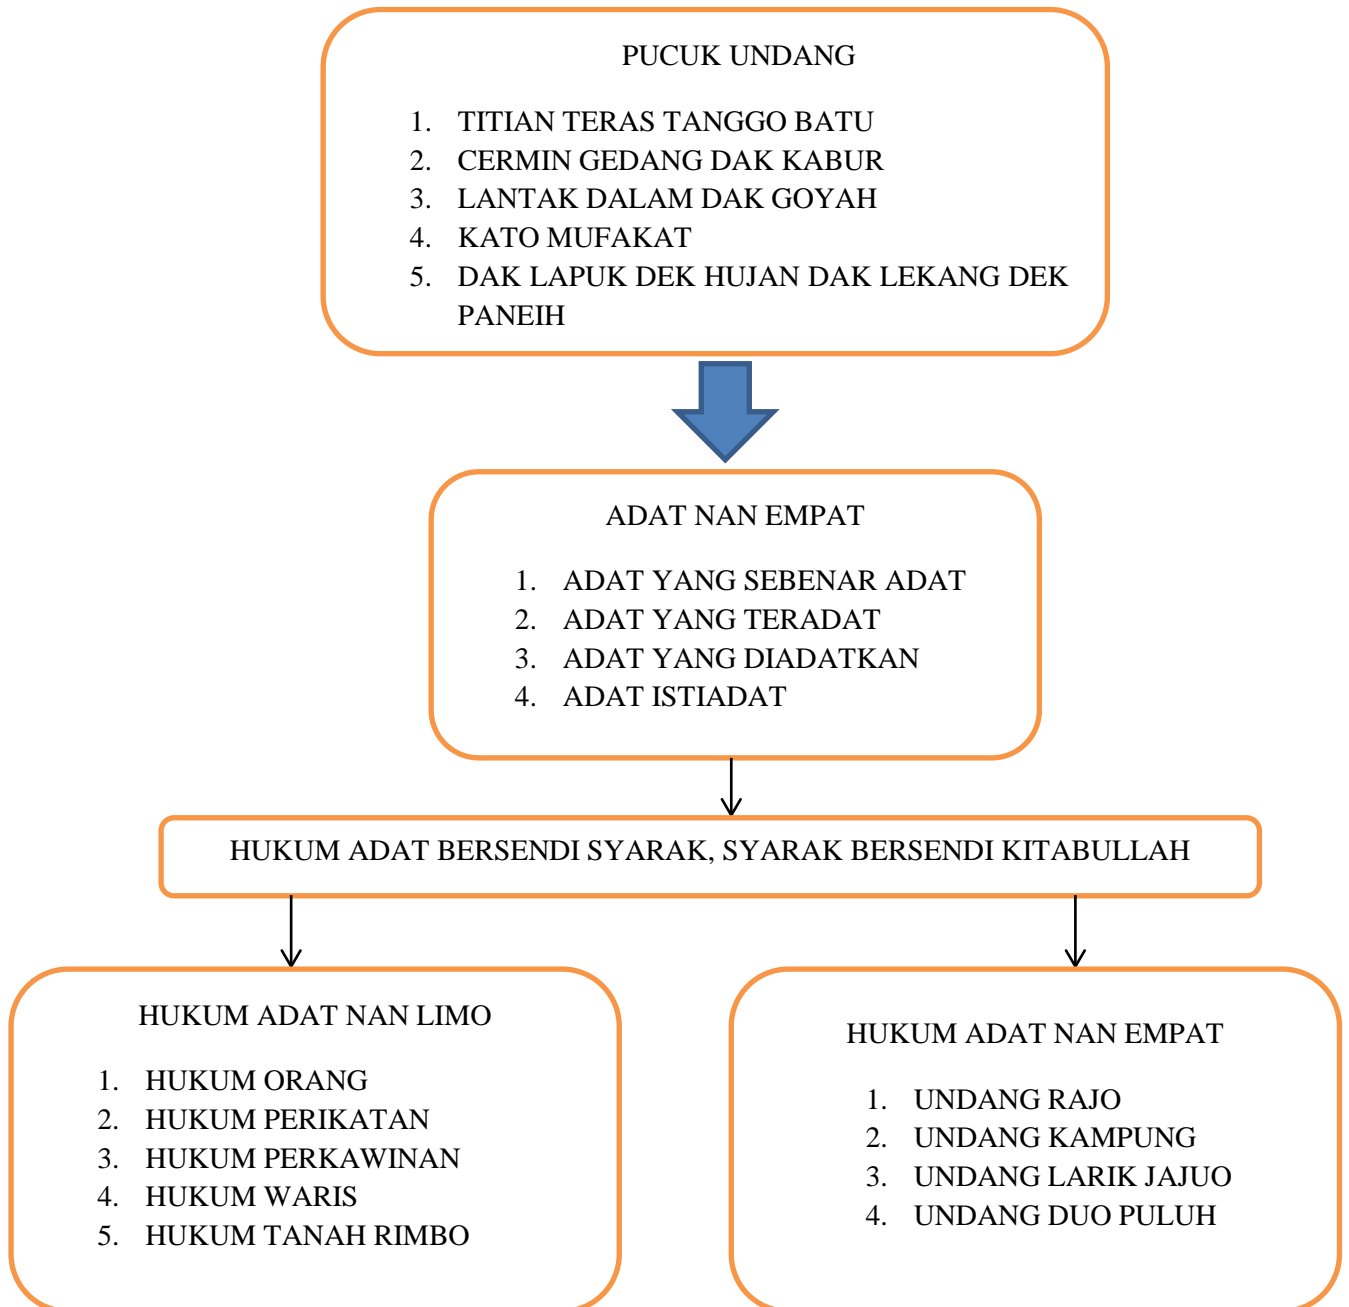 PUCUK UNDANG
1. TITIAN TERAS TANGGO BATU
2. CERMIN GEDANG DAK KABUR
3. LANTAK DALAM DAK GOYAH
4. KATO MUFAKAT
5. DAK LAPUK DEK HUJAN DAK LEKANG DEK
PANEIH
ADAT NAN EMPAT
1. ADAT YANG SEBENAR ADAT
2. ADAT YANG TERADAT
3. ADAT YANG DIADATKAN
4. ADAT ISTIADAT
HUKUM ADAT BERSENDI SYARAK, SYARAK BERSENDI KITABULLAH
HUKUM ADAT NAN LIMO
1. HUKUM ORANG
2. HUKUM PERIKATAN
3. HUKUM PERKAWINAN
4. HUKUM WARIS
5. HUKUM TANAH RIMBO
HUKUM ADAT NAN EMPAT
1. UNDANG RAJO
2. UNDANG KAMPUNG
3. UNDANG LARIK JAJUO
4. UNDANG DUO PULUH